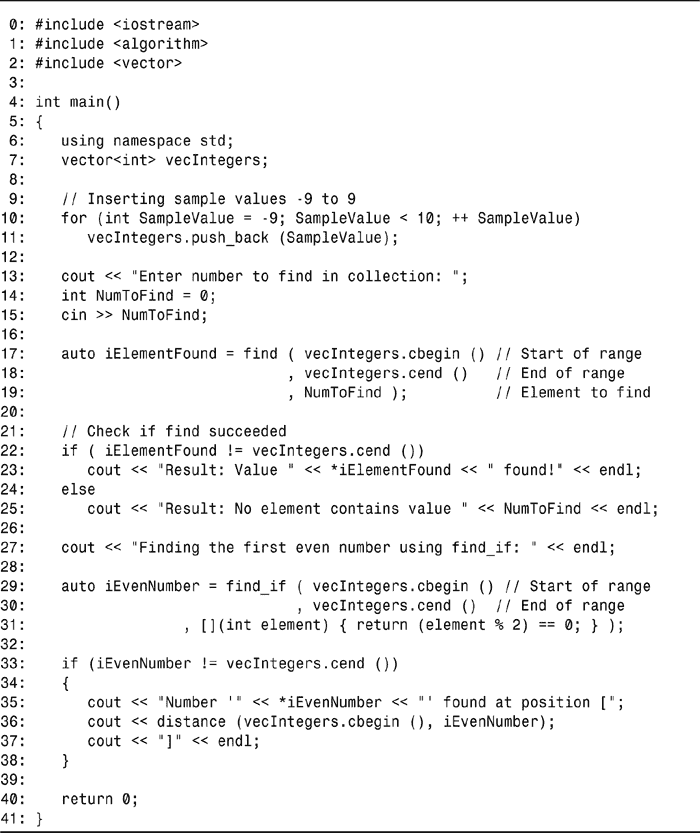 0: #include <iostream>
1: #include <algorithm>
2: #include <vector>
3:
4: int main()
5: {
6:    using namespace std;
7:    vector<int> vecIntegers;
8:
9:    // Inserting sample values -9 to 9
10:    for (int SampleValue = -9; SampleValue < 10; ++ SampleValue)
11:       vecIntegers.push_back (SampleValue);
12:
13:    cout << "Enter number to find in collection: ";
14:    int NumToFind = 0;
15:    cin >> NumToFind;
16:
17:    auto iElementFound = find ( vecIntegers.cbegin () // Start of range
18:                              , vecIntegers.cend ()   // End of range
19:                              , NumToFind );          // Element to find
20:
21:    // Check if find succeeded
22:    if ( iElementFound != vecIntegers.cend ())
23:       cout << "Result: Value " << *iElementFound << " found!" << endl;
24:    else
25:       cout << "Result: No element contains value " << NumToFind << endl;
26:
27:    cout << "Finding the first even number using find_if: " << endl;
28:
29:    auto iEvenNumber = find_if ( vecIntegers.cbegin () // Start of range
30:                               , vecIntegers.cend ()  // End of range
31:                  , [](int element) { return (element % 2) == 0; } );
32:
33:    if (iEvenNumber != vecIntegers.cend ())
34:    {
35:       cout << "Number '" << *iEvenNumber << "' found at position [";
36:       cout << distance (vecIntegers.cbegin (), iEvenNumber);
37:       cout << "]" << endl;
38:    }
39:
40:    return 0;
41: }